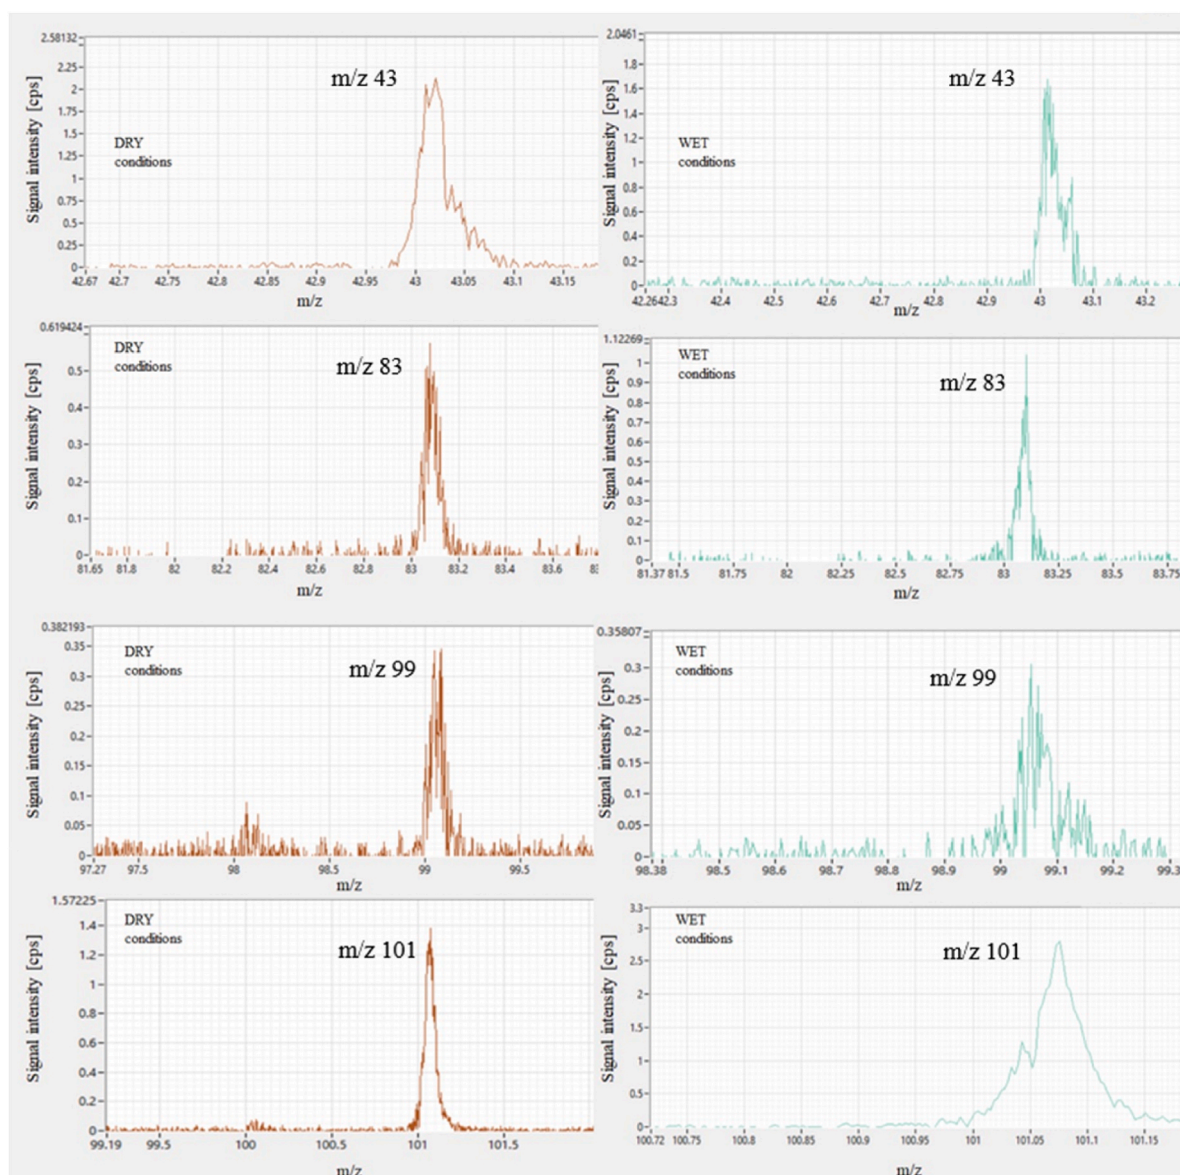 2.58132
2.25
2
1.75
1.5
1.25
1
0.75
0.5
0.25
0
Signal intensity [cps]
m/z 43
DRY
conditions
42.67 42.7 42.75 42.8 42.85 42.9 42.95 43 43.05 43.1 43.15
m/z
2.0461
1.8
1.6
1.4
1.2
1
0.8
0.6
0.4
0.2
0
Signal intensity [cps]
m/z 43
WET
conditions
42.264 42.3 42.4 42.5 42.6 42.7 42.8 42.9 43 43.1 43.2
m/z
0.619424
0.5
0.4
0.3
0.2
0.1
0
Signal intensity [cps]
DRY
conditions
m/z 83
81.65 81.8 82 82.2 82.4 82.6 82.8 83 83.2 83.4 83.6
m/z
1.12269
1
0.9
0.8
0.7
0.6
0.5
0.4
0.3
0.2
0.1
0
Signal intensity [cps]
WET
conditions
m/z 83
81.37 81.5 81.75 82 82.25 82.5 82.75 83 83.25 83.5 83.75
m/z
0.382193
0.35
0.3
0.25
0.2
0.15
0.1
0.05
0
Signal intensity [cps]
DRY
conditions
m/z 99
97.27 97.5 98 98.5 99 99.5
m/z
0.35807
0.3
0.25
0.2
0.15
0.1
0.05
0
Signal intensity [cps]
WET
conditions
m/z 99
98.38 98.5 98.6 98.7 98.8 98.9 99 99.1 99.2 99.3
m/z
1.57225
1.4
1.2
1
0.8
0.6
0.4
0.2
0
Signal intensity [cps]
DRY
conditions
m/z 101
99.19 99.5 100 100.5 101 101.5
m/z
3.3
3
2.5
2
1.5
1
0.5
0
Signal intensity [cps]
WET
conditions
m/z 101
100.72 100.75 100.8 100.85 100.9 100.95 101 101.05 101.1 101.15
m/z